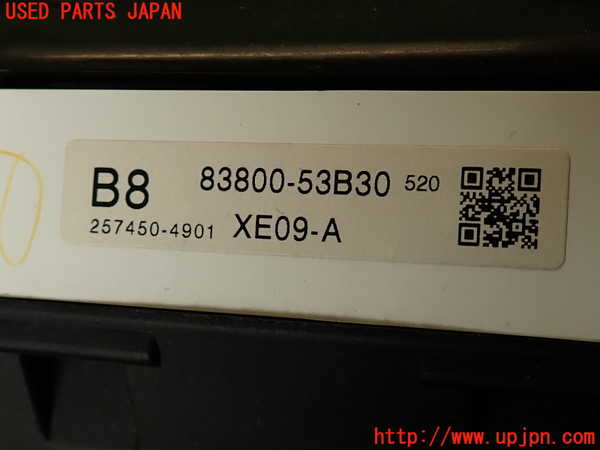 USED PARTS JAPAN
B8 83800-53B30 520
257450-4901 XE09-A
http://www.upjpn.com/